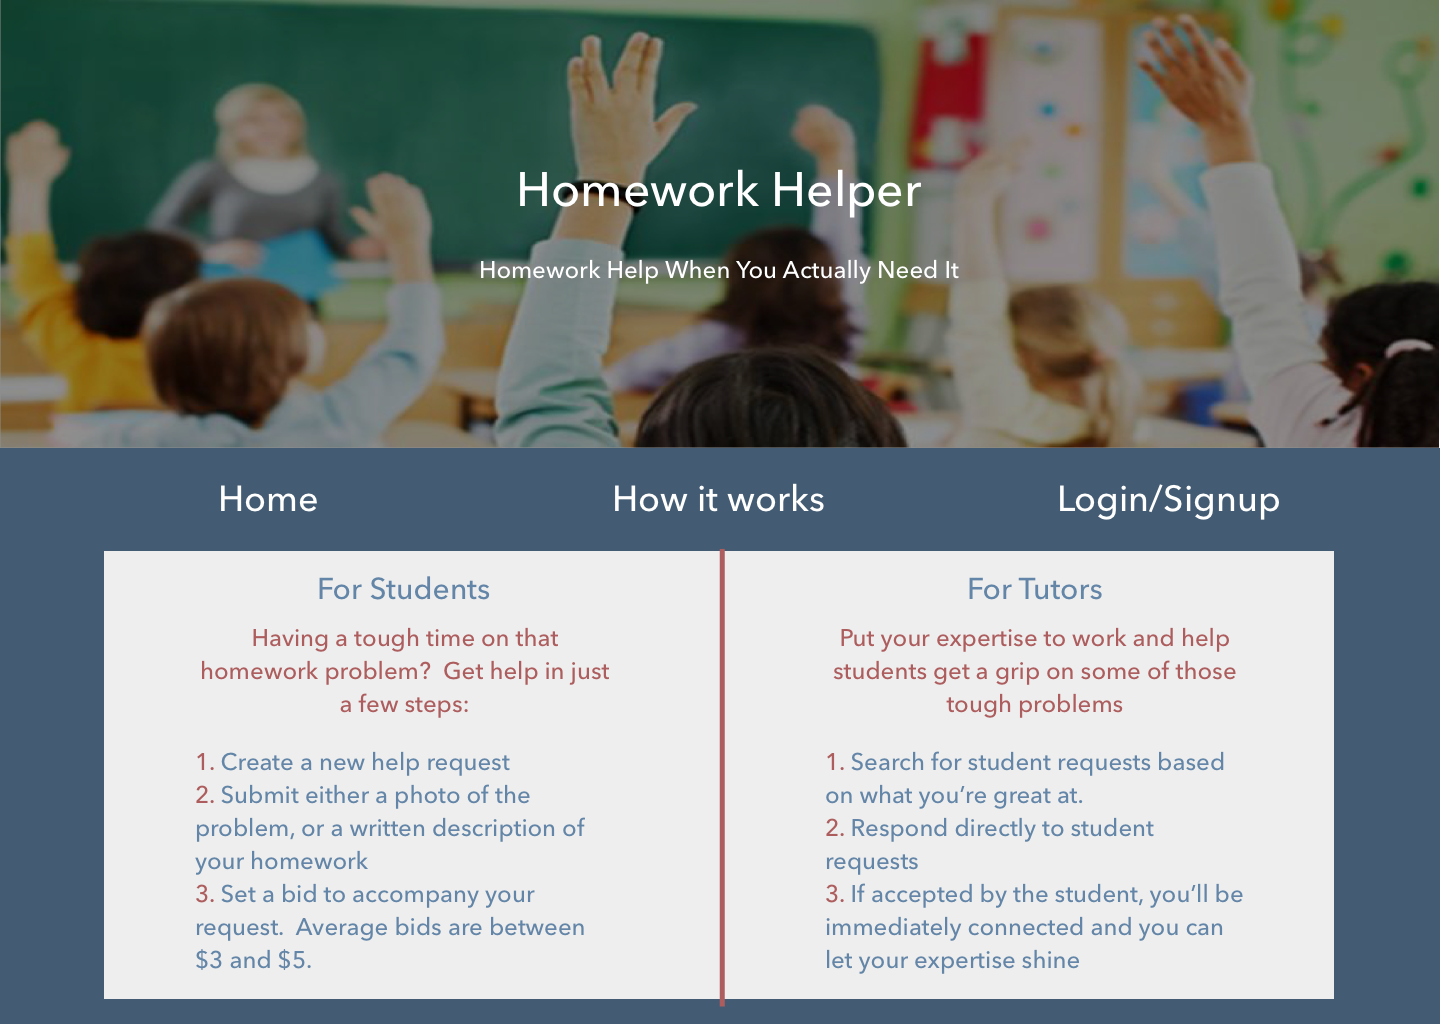 Homework Helper
Homework Help When You Actually Need It
Home
How it works
Login/Signup
For Students
Having a tough time on that
homework problem?  Get help in just
a few steps:
1. Create a new help request
2. Submit either a photo of the
problem, or a written description of
your homework
3. Set a bid to accompany your
request.  Average bids are between
$3 and $5.
For Tutors
Put your expertise to work and help
students get a grip on some of those
tough problems
1. Search for student requests based
on what you’re great at.
2. Respond directly to student
requests
3. If accepted by the student, you’ll be
immediately connected and you can
let your expertise shine